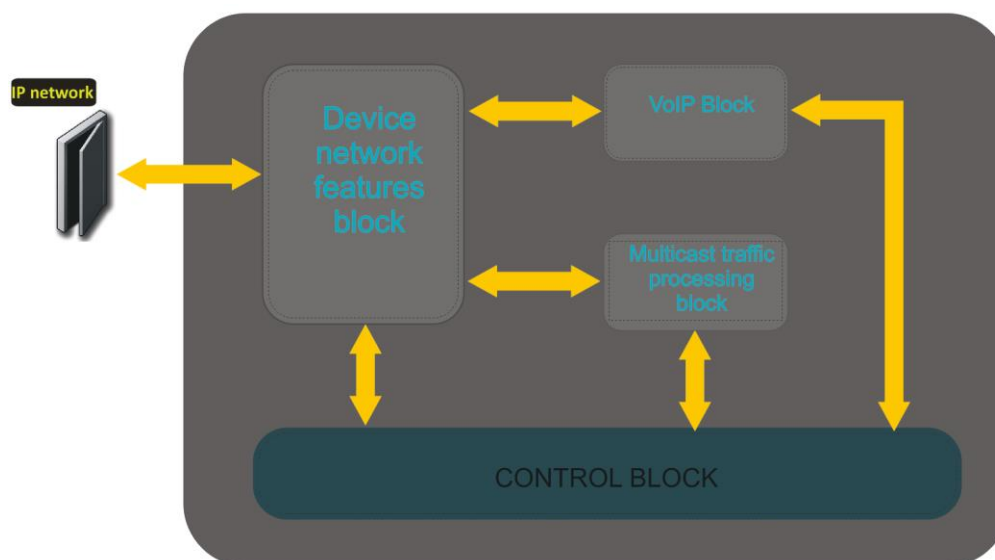 IP network
Device
network
features
block
VoIP Block
Multicast traffic
processing
block
CONTROL BLOCK